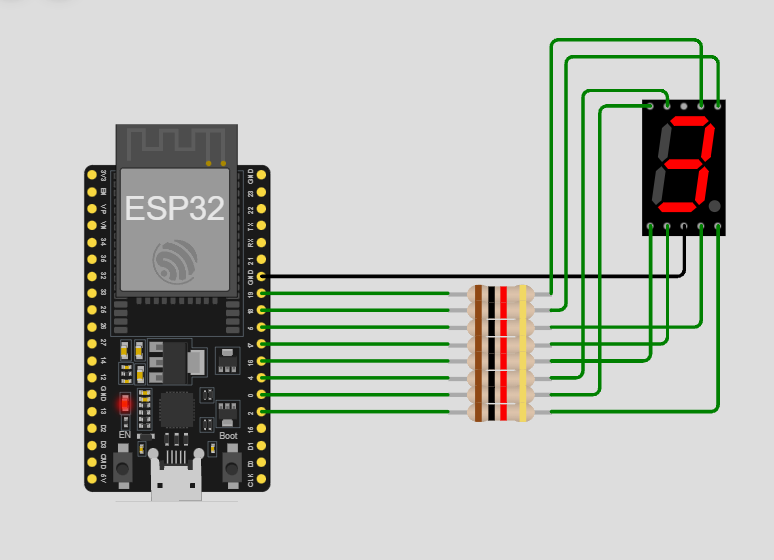 ESP32
3V3
EN
VP
VN
34
35
32
33
25
26
27
14
12
GND
13
D2
D3
CMD
5V
GND
23
22
TX
RX
21
GND
19
18
5
17
16
4
0
2
15
D1
D0
CLK
EN
Boot